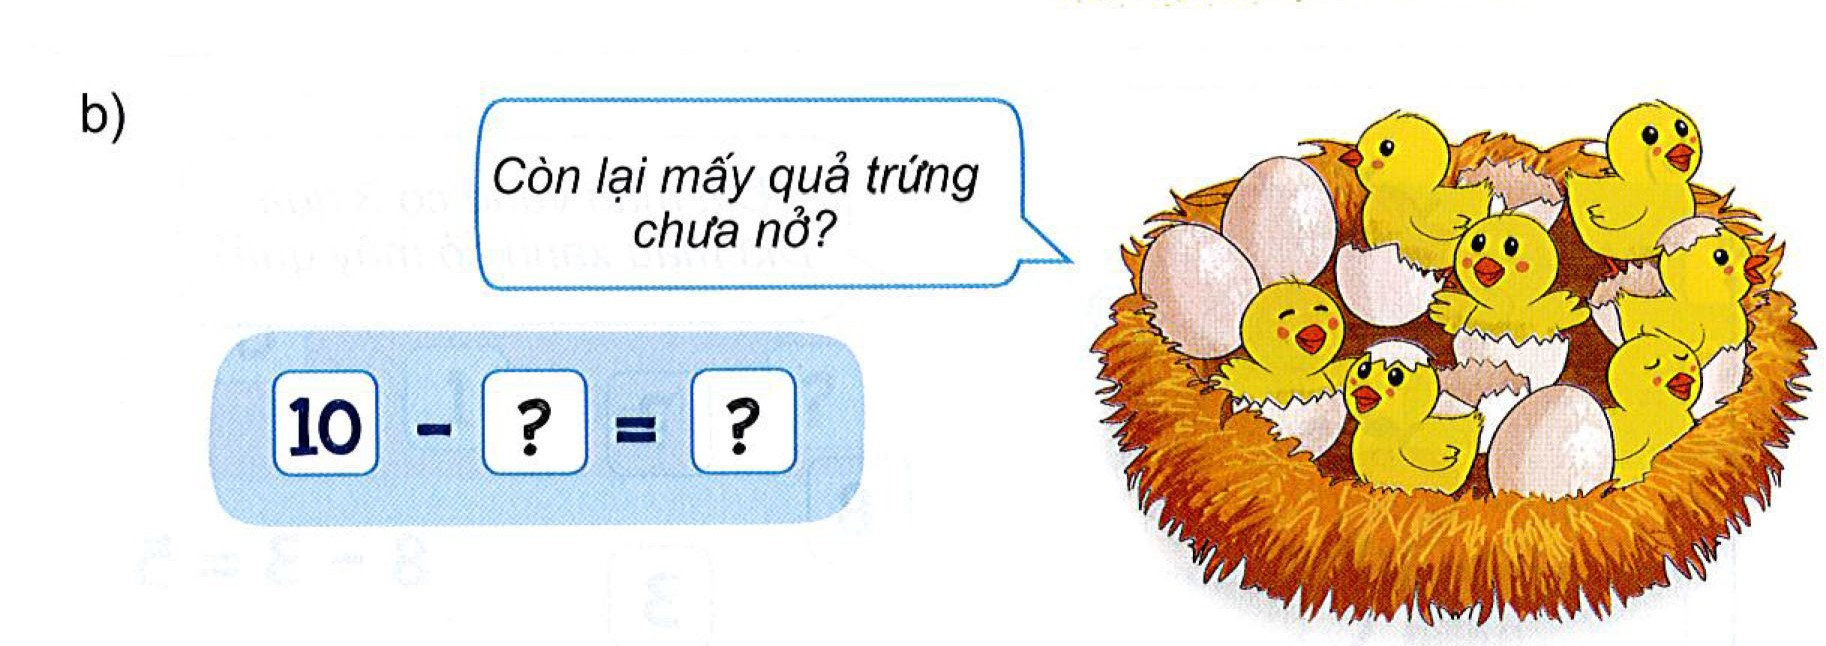 b)
Còn lại mấy quả trứng
chưa nở?
10 - ? = ?